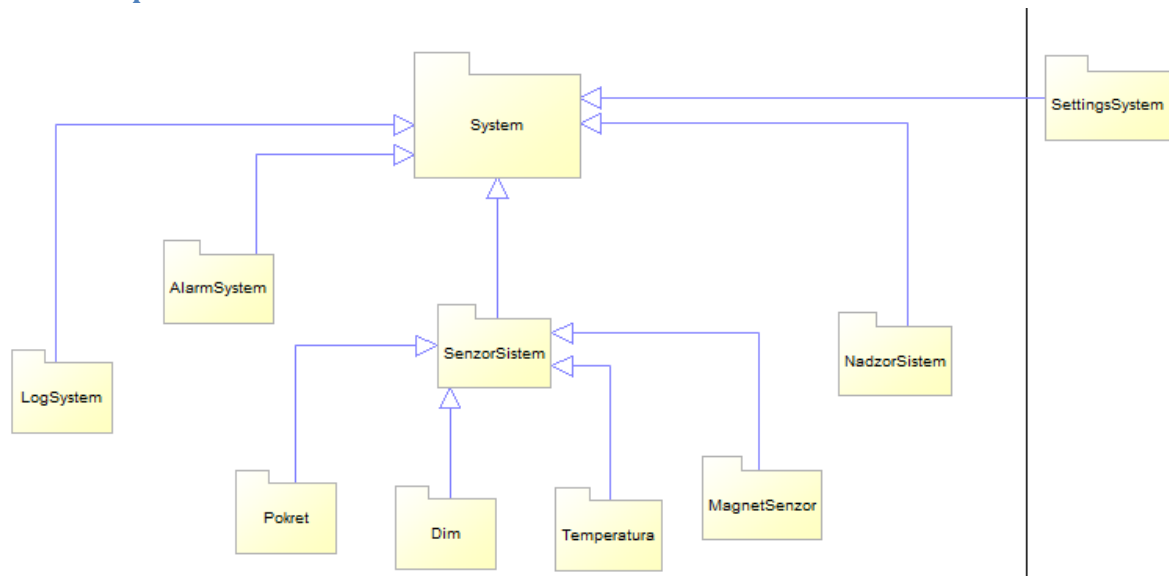 System
SettingsSystem
AlarmSystem
SenzorSistem
NadzorSistem
LogSystem
Pokret
Dim
Temperatura
MagnetSenzor